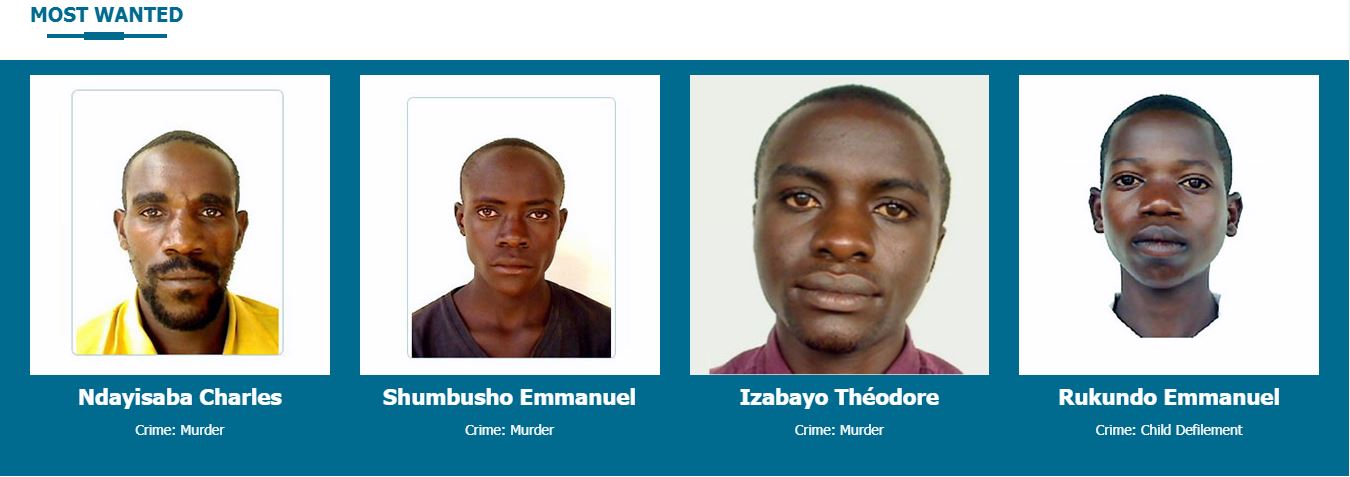 MOST WANTED
Ndayisaba Charles
Crime: Murder
Shumbusho Emmanuel
Crime: Murder
Izabayo Théodore
Crime: Murder
Rukundo Emmanuel
Crime: Child Defilement